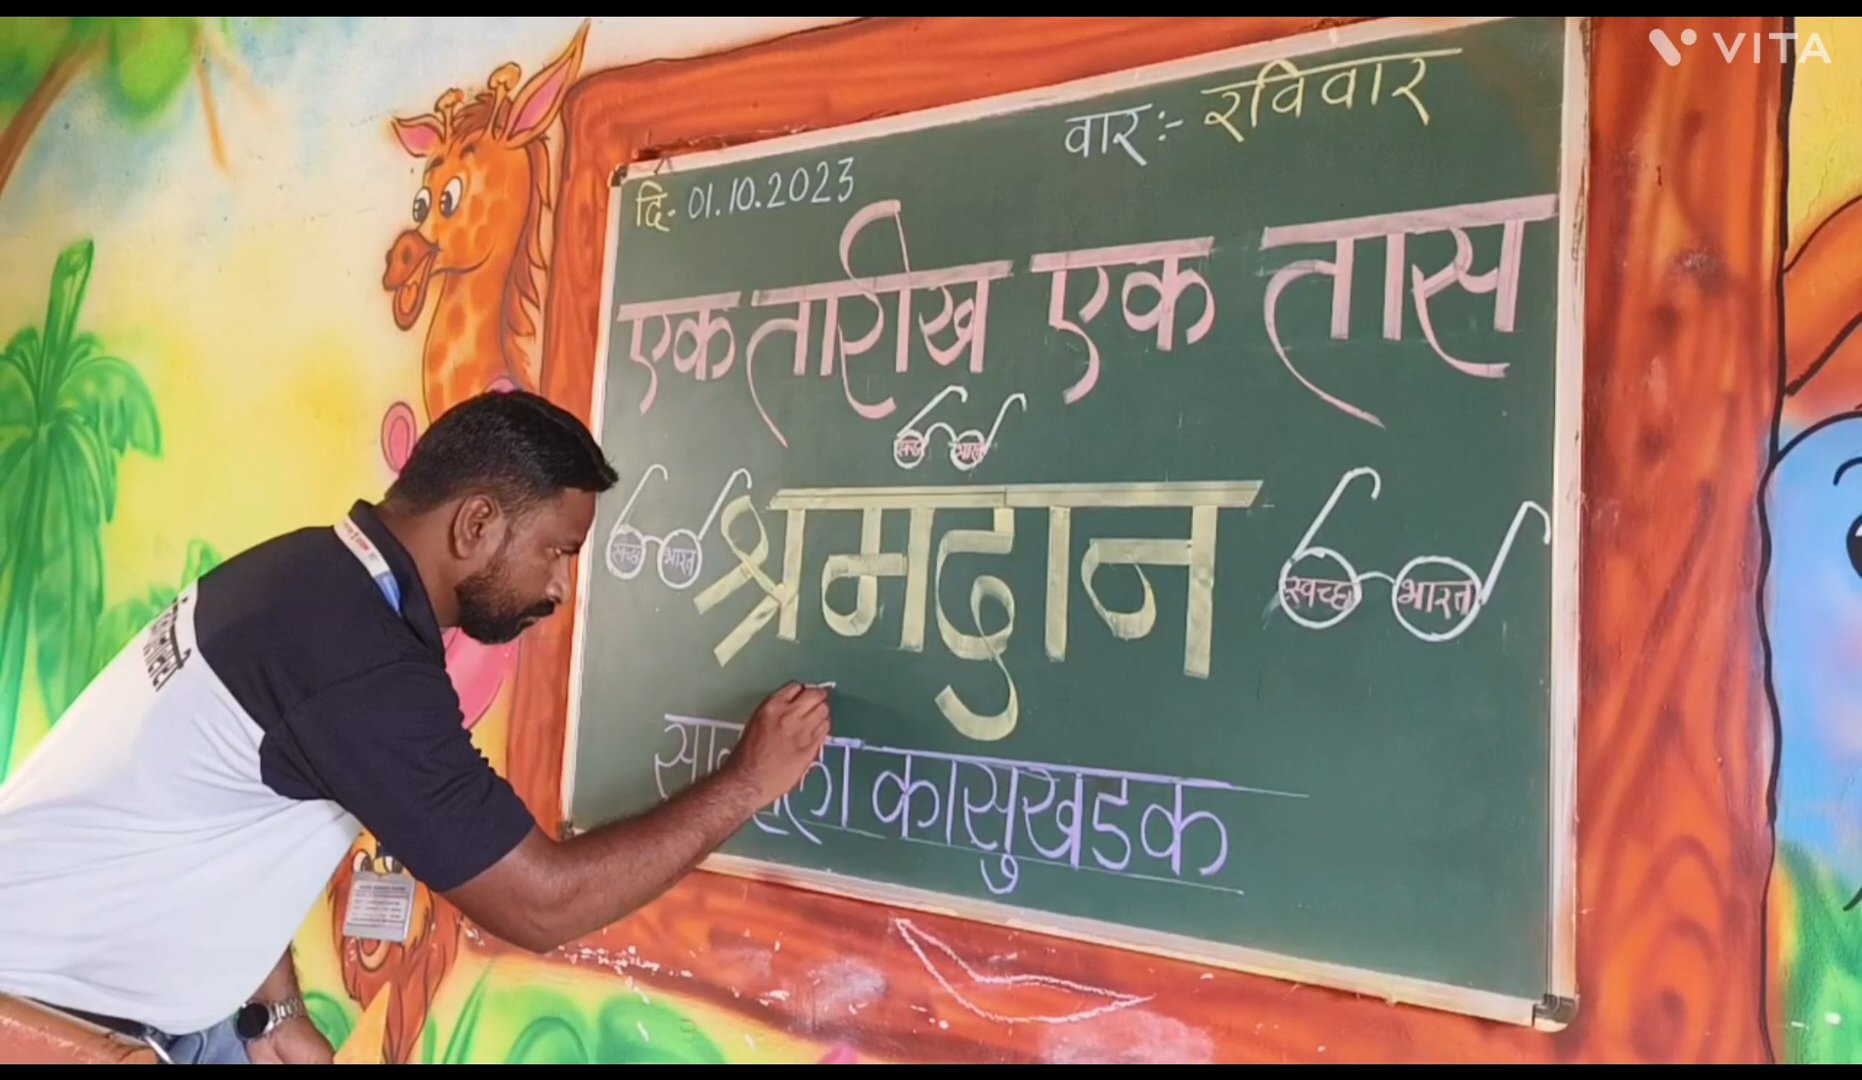 VITA
दि. 01.10.2023
वार :- रविवार
एक तारीख एक तास
स्वच्छ भारत
स्वच्छ भारत
श्रमदान
स्वच्छ भारत
कासुखडक